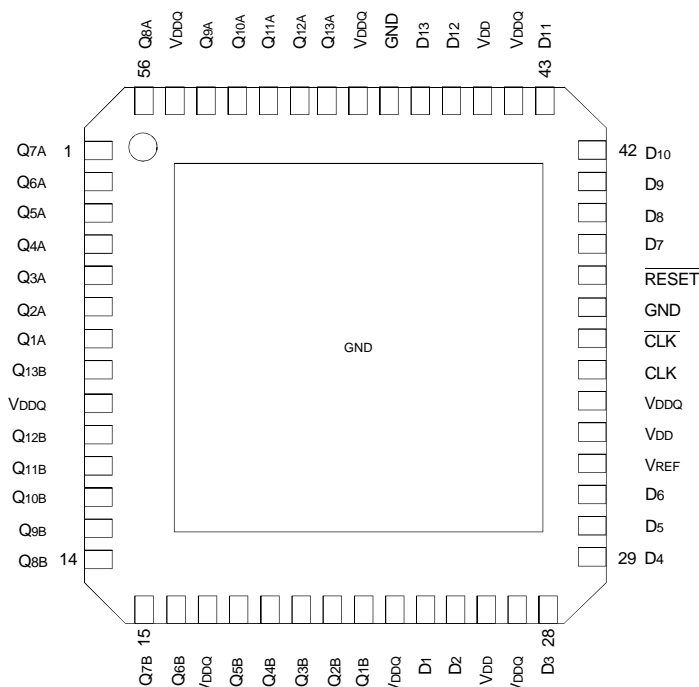 Q8A
VDDQ
Q9A
Q10A
Q11A
Q12A
Q13A
VDDQ
GND
D13
D12
VDD
VDDQ
D11
56
43
Q7A 1
Q6A
Q5A
Q4A
Q3A
Q2A
Q1A
Q13B
VDDQ
Q12B
Q11B
Q10B
Q9B
Q8B 14
GND
42 D10
D9
D8
D7
RESET
GND
CLK
CLK
VDDQ
VDD
VREF
D6
D5
29 D4
15
28
Q7B
Q6B
VDDQ
Q5B
Q4B
Q3B
Q2B
Q1B
VDDQ
D1
D2
VDD
VDDQ
D3